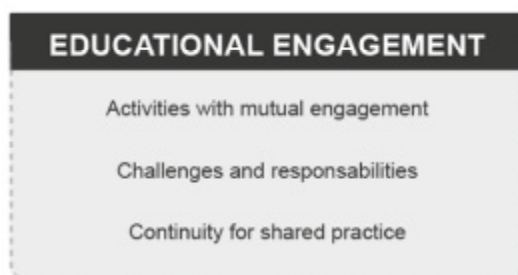 EDUCATIONAL ENGAGEMENT
Activities with mutual engagement
Challenges and responsabilities
Continuity for shared practice